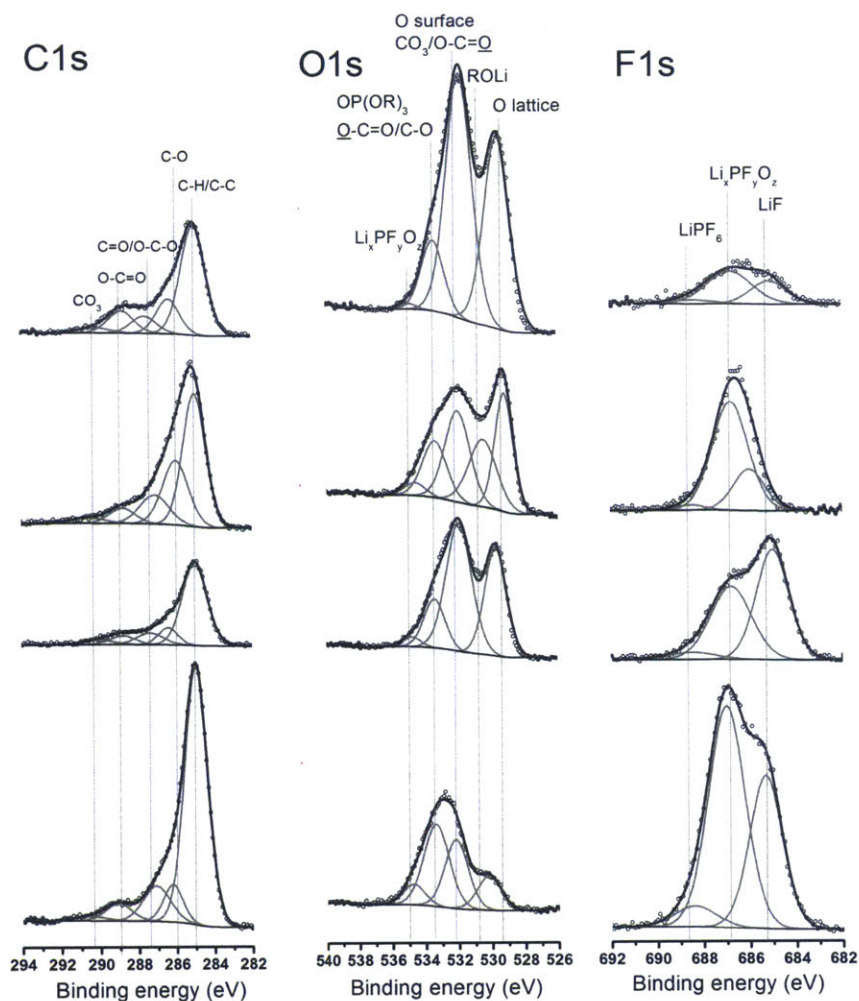 C1s
C-O
C-H/C-C
C=O/O-C-O
O-C=O
CO3
294 292 290 288 286 284 282
Binding energy (eV)
O1s
O surface
CO3/O-C=O
ROLi
OP(OR)3
O lattice
O-C=O/C-O
LixPFyOz
540 538 536 534 532 530 528 526
Binding energy (eV)
F1s
LixPFyOz
LiF
LiPF6
692 690 688 686 684 682
Binding energy (eV)